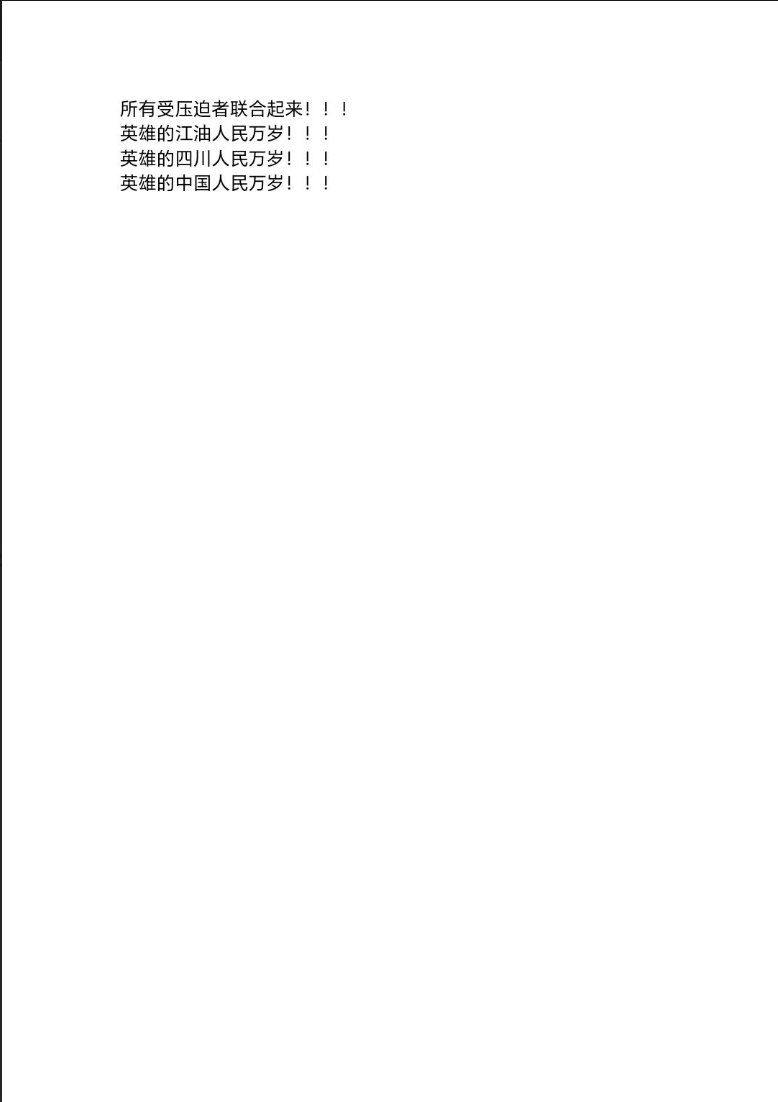 所有受压迫者联合起来！！！
英雄的江油人民万岁！！！
英雄的四川人民万岁！！！
英雄的中国人民万岁！！！